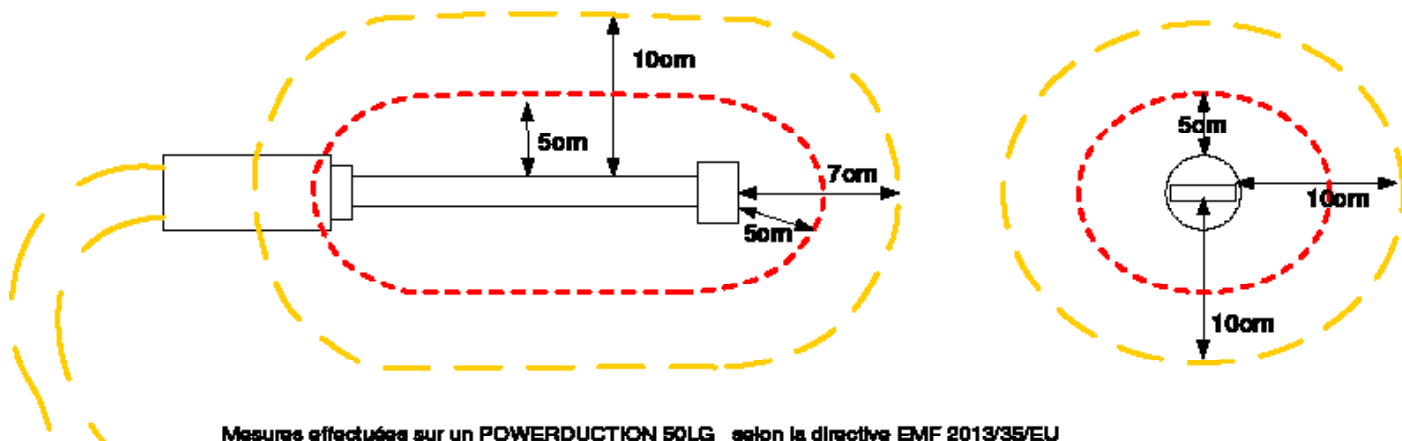 10cm
5cm
7cm
5cm
5cm
10cm
10cm
Mesures effectuées sur un POWERDUCTION 50LG selon la directive EMF 2013/35/EU